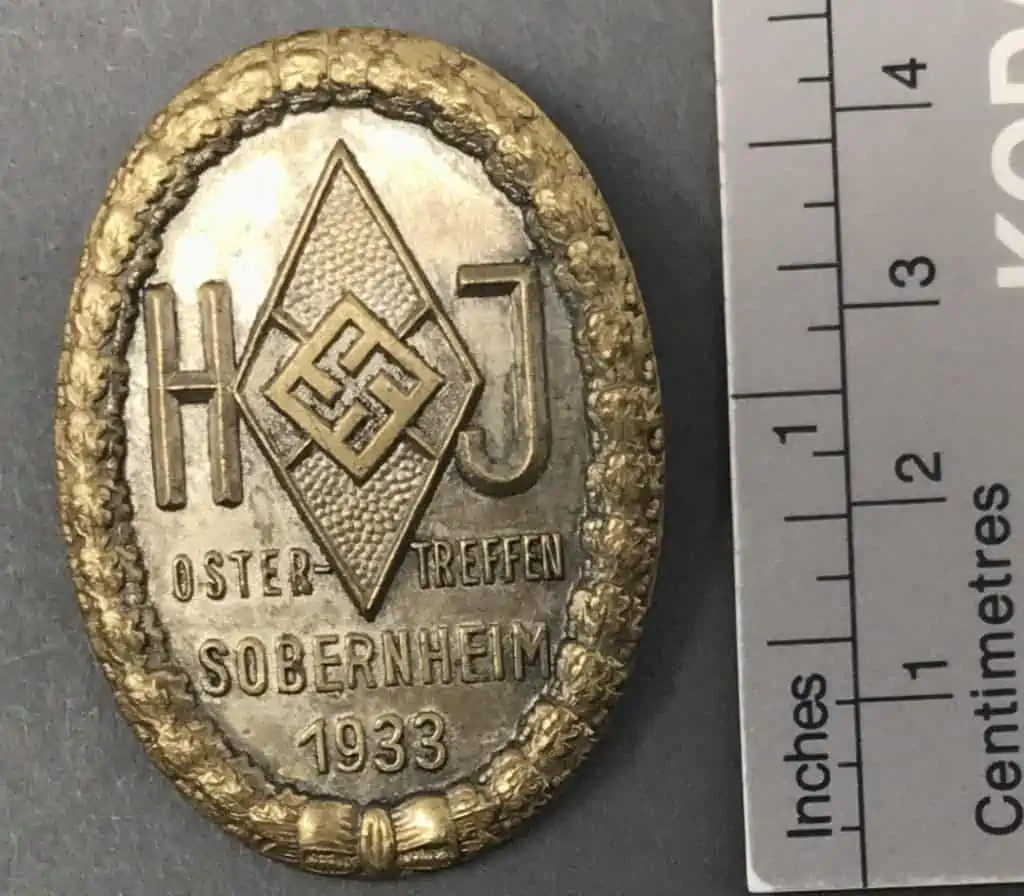 H J
OSTER- TREFFEN
SOBERNHEIM
1933
4
3
2
1
Centimetres
1
Inches